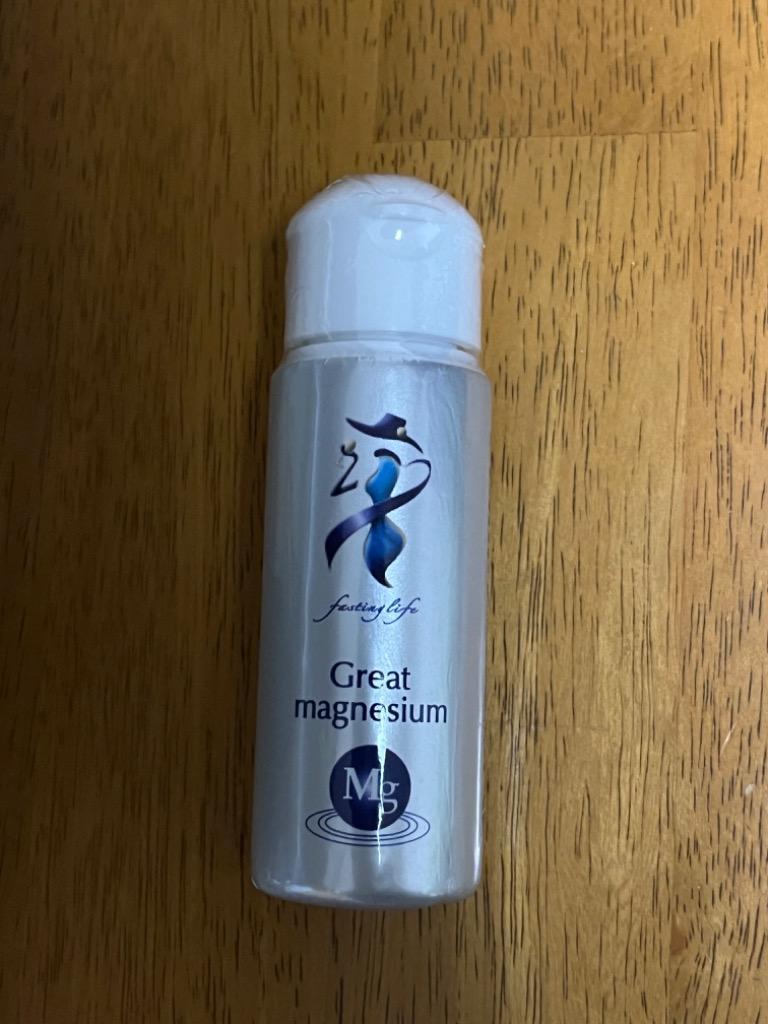 fasting life
Great
magnesium
Mg